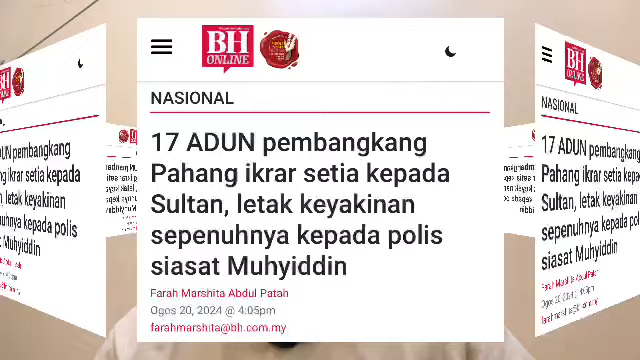 BH
ONLINE
NASIONAL
17 ADUN pembangkang
Pahang ikrar setia kepada
Sultan, letak keyakinan
sepenuhnya kepada polis
siasat Muhyiddin
Farah Marshita Abdul Patah
Ogos 20, 2024 @ 4:05pm
farahmarshita@bh.com.my